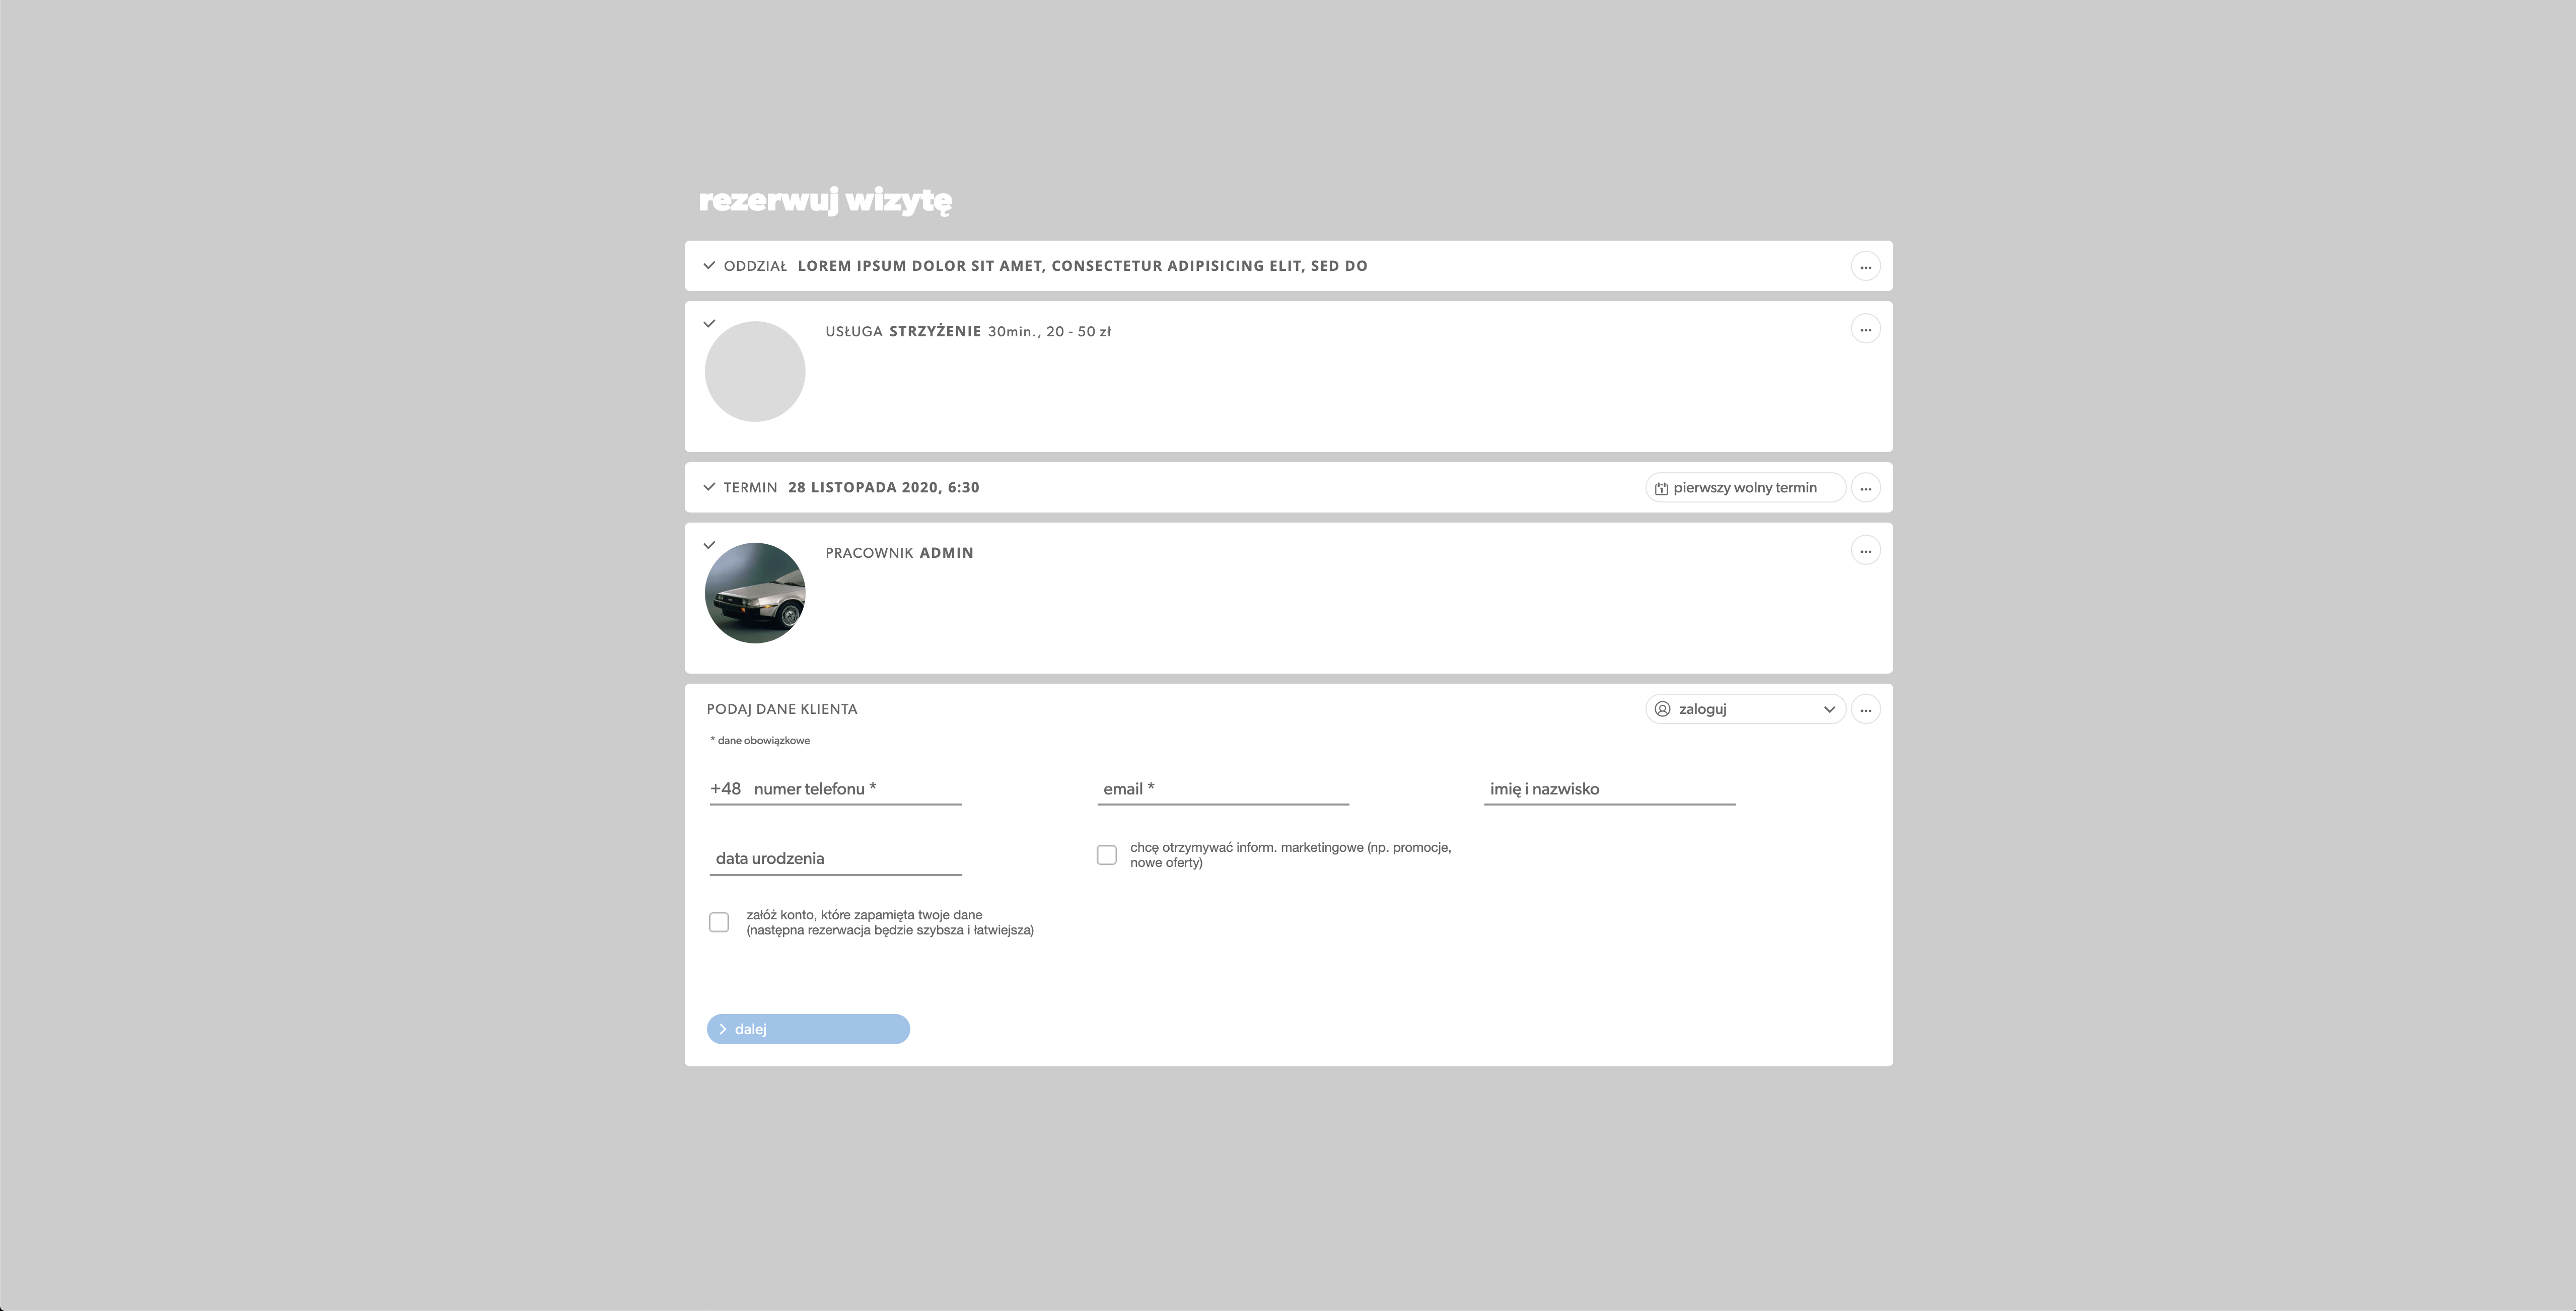 rezerwuj wizytę
ODDZIAŁ LOREM IPSUM DOLOR SIT AMET, CONSECTETUR ADIPISICING ELIT, SED DO
...
USŁUGA STRZYŻENIE 30min., 20 - 50 zł
...
TERMIN 28 LISTOPADA 2020, 6:30
1 pierwszy wolny termin
...
PRACOWNIK ADMIN
...
PODAJ DANE KLIENTA
zaloguj
...
* dane obowiązkowe
+48 numer telefonu *
email *
imię i nazwisko
data urodzenia
chcę otrzymywać inform. marketingowe (np. promocje,
nowe oferty)
załóż konto, które zapamięta twoje dane
(następna rezerwacja będzie szybsza i łatwiejsza)
dalej